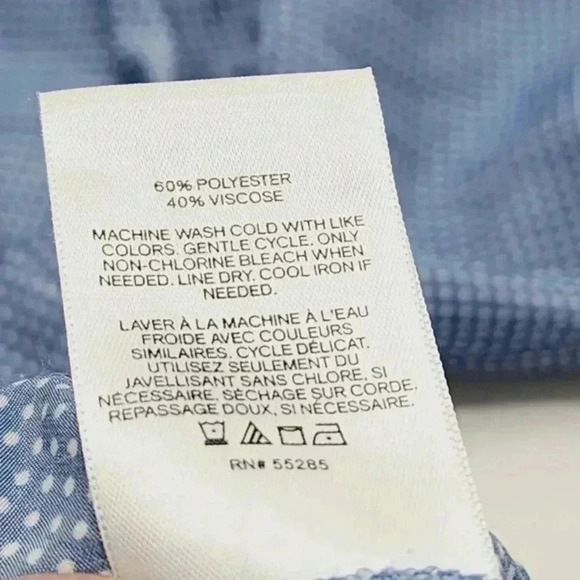 60% POLYESTER
40% VISCOSE
MACHINE WASH COLD WITH LIKE
COLORS. GENTLE CYCLE. ONLY
NON-CHLORINE BLEACH WHEN
NEEDED. LINE DRY. COOL IRON IF
NEEDED.
LAVER À LA MACHINE À L'EAU
FROIDE AVEC COULEURS
SIMILAIRES. CYCLE DÉLICAT.
UTILISEZ SEULEMENT DU
JAVELLISANT SANS CHLORE, SI
NÉCESSAIRE. SÉCHAGE SUR CORDE.
REPASSAGE DOUX, SI NÉCESSAIRE.
RN# 55285